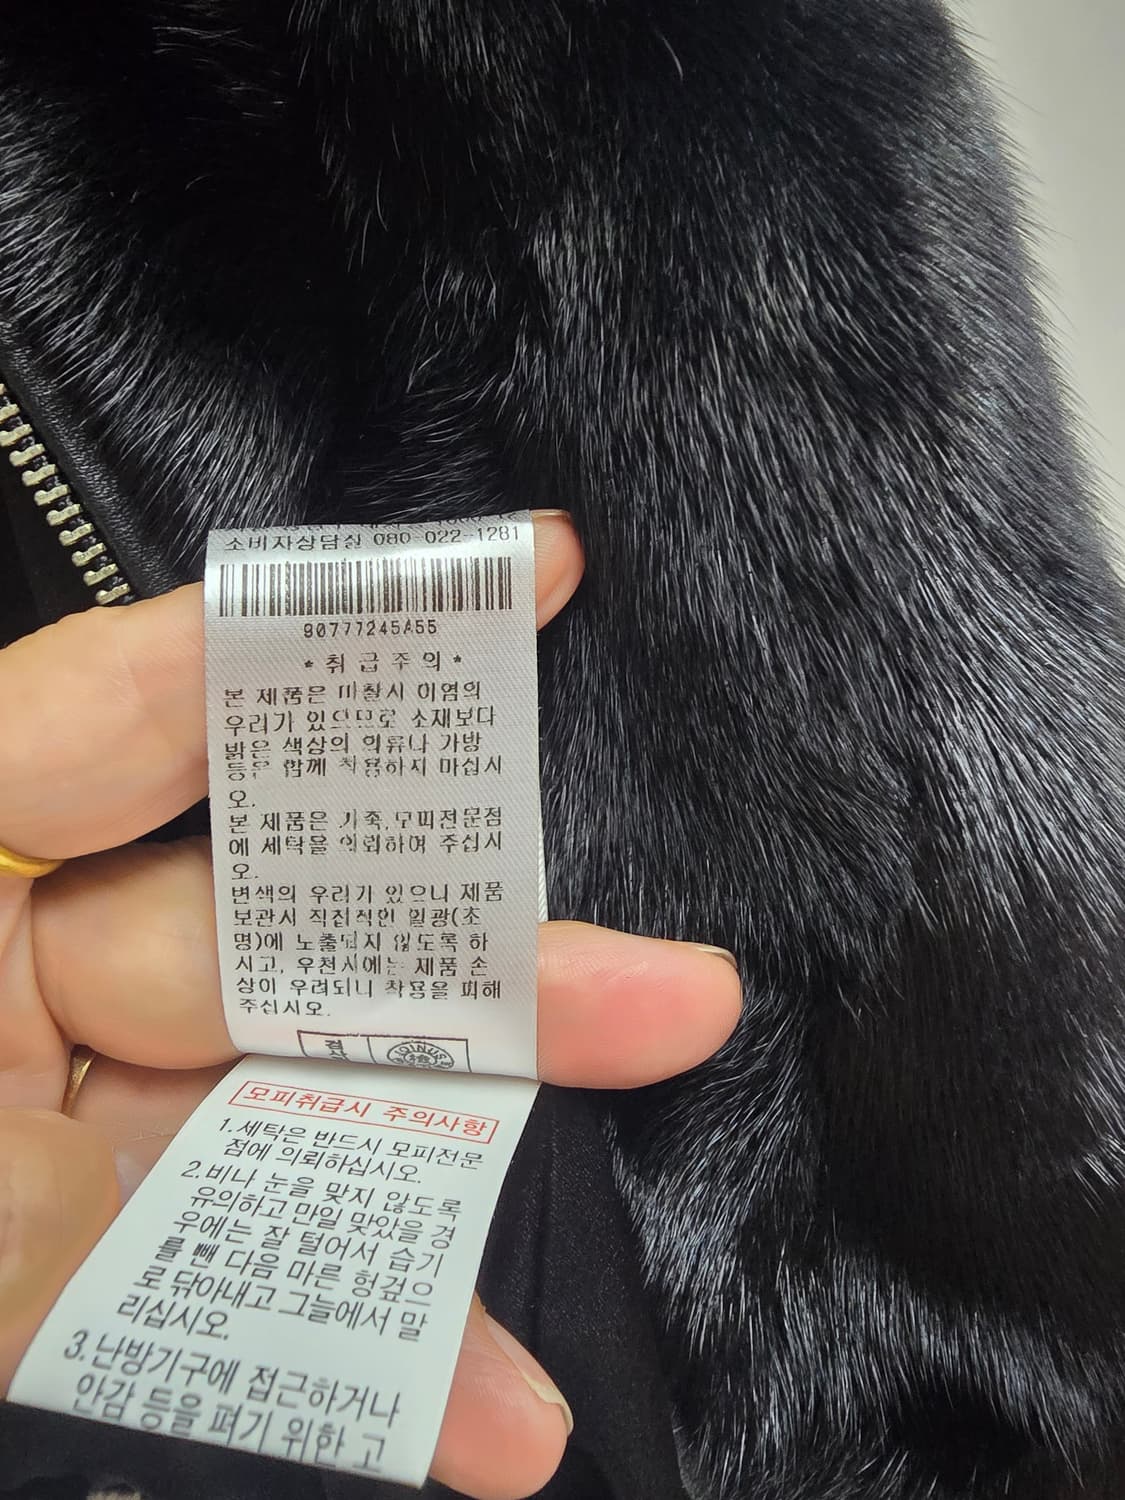 소비자상담실 080-022-1281
90777245A55
*취급주의*
본 제품은 마찰시 이염의
우려가 있으므로 소재보다
밝은 색상의 의류나 가방
등은 함께 착용하지 마십시
오.
본 제품은 가죽,모피전문점
에 세탁물 의뢰하여 주십시
오.
변색의 우려가 있으니 제품
보관시 직접적인 일광(조
명)에 노출되지 않도록 하
시고, 우천시에는 제품 손
상이 우려되니 착용을 피해
주십시오.
모피취급시 주의사항
1.세탁은 반드시 모피전문
점에 의뢰하십시오.
2.비나 눈을 맞지 않도록
유의하고 만일 맞았을 경
우에는 잘 털어서 습기
를 뺀 다음 마른 헝겊으
로 닦아내고 그늘에서 말
리십시오.
3.난방기구에 접근하거나
안감 등을 펴기 위한 고